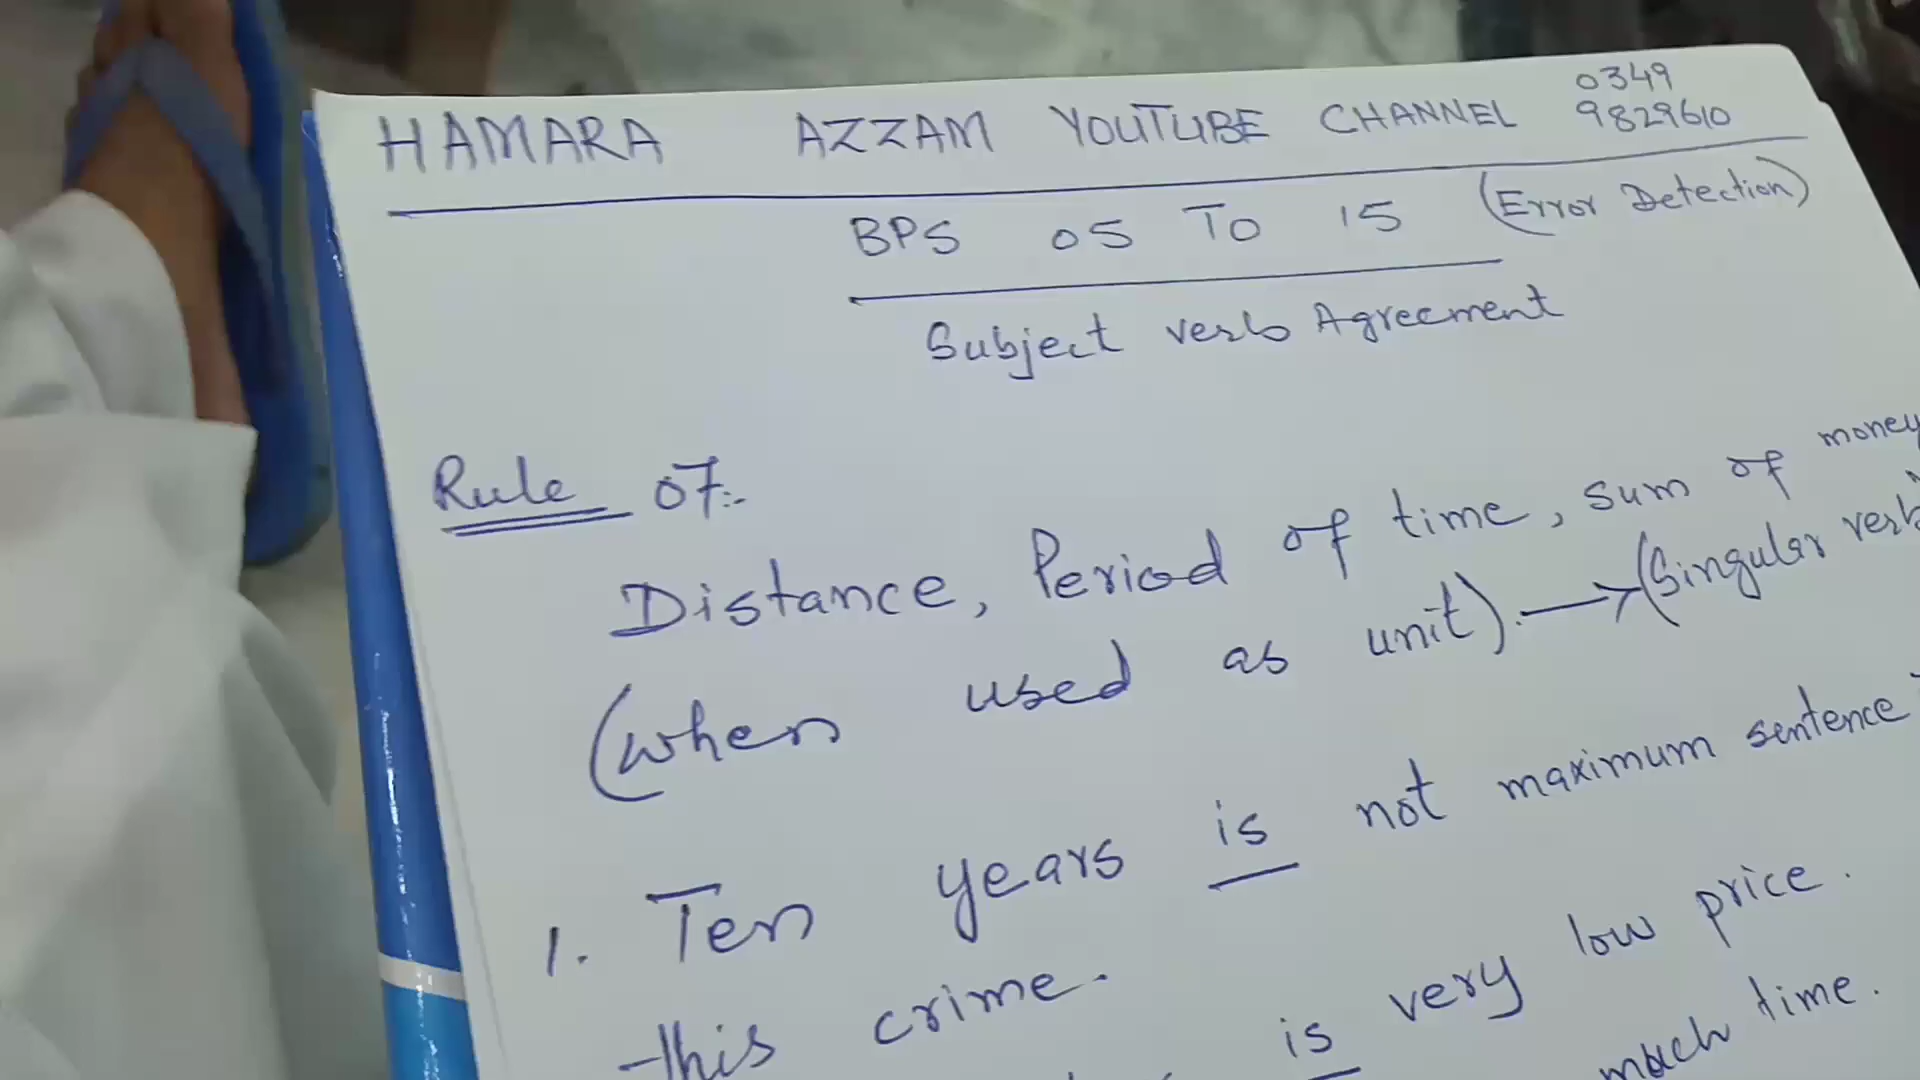 HAMARA AZZAM YOUTUBE CHANNEL 0349
9829610
BPS 05 TO 15 (Error Detection)
Subject verb Agreement
Rule 07:-
Distance, Period of time, sum of money
(when used as unit). → (Singular verb
1. Ten years is not maximum sentence
this crime.
is very low price.
much time.